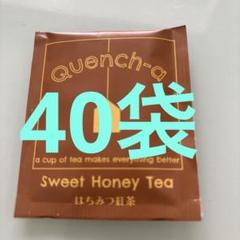 Quench-a
40袋
a cup of tea makes everything better
Sweet Honey Tea
はちみつ紅茶